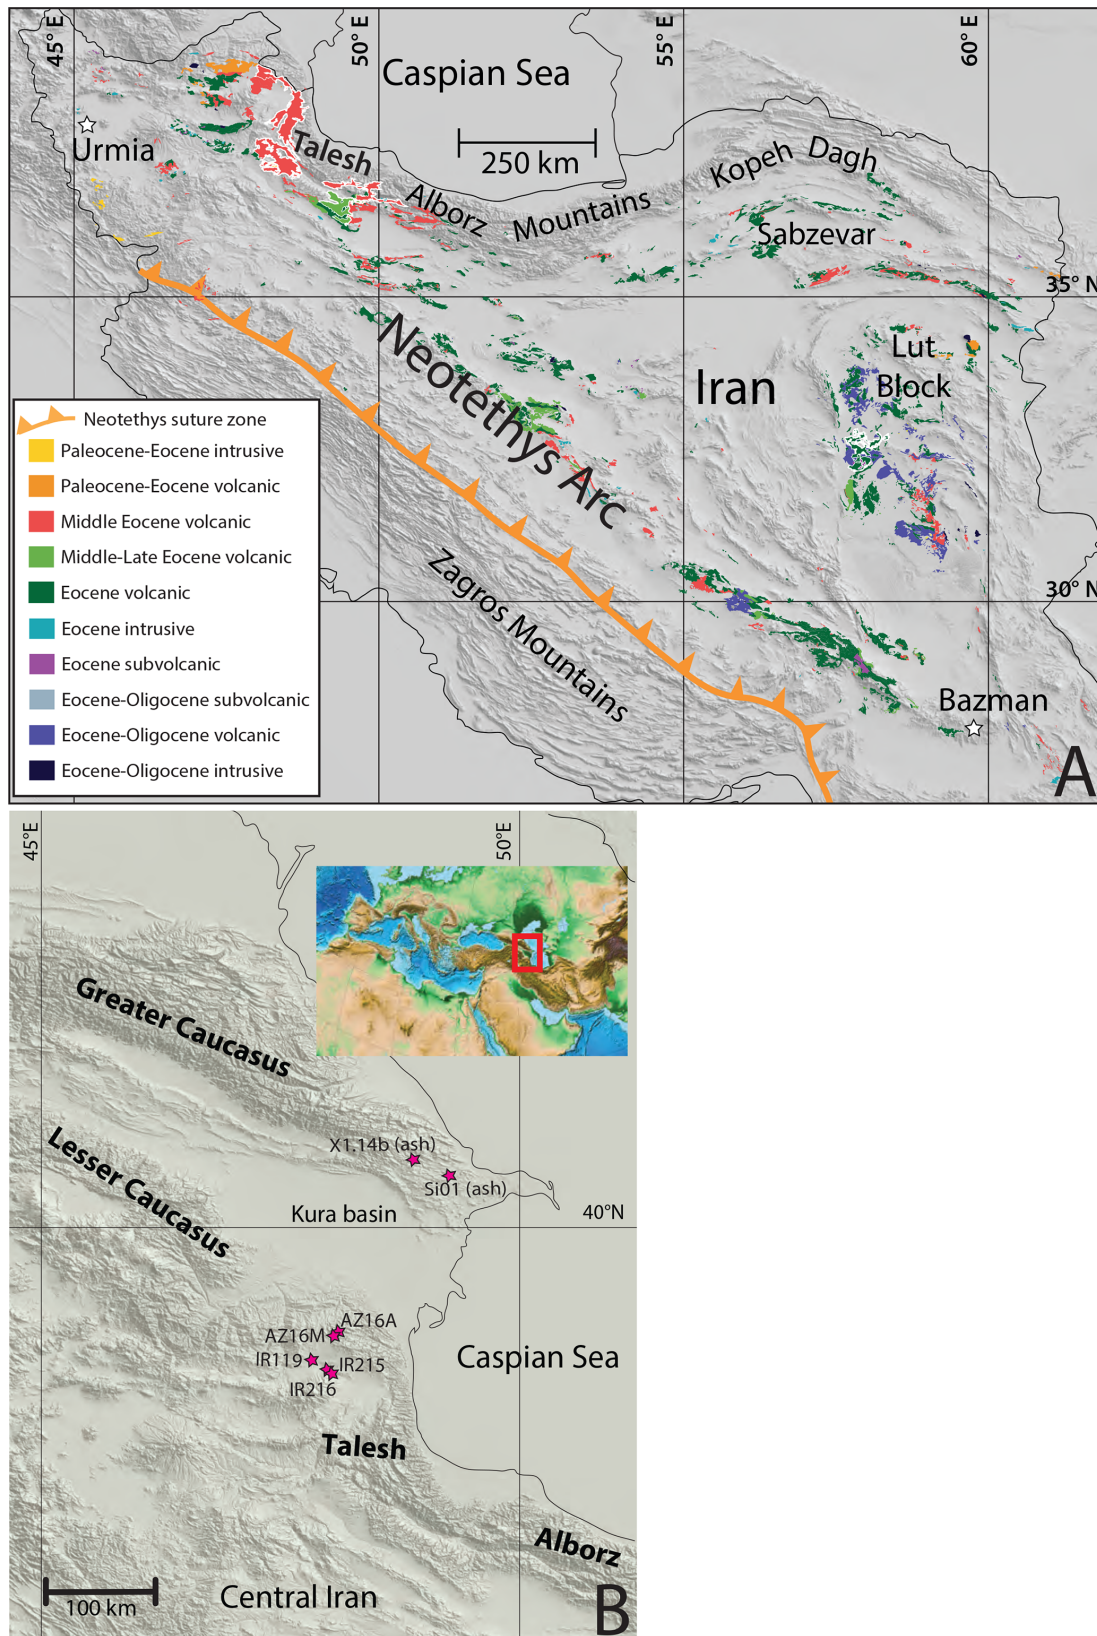 45° E
50° E
55° E
60° E
Caspian Sea
250 km
Urmia
Talesh
Alborz
Mountains
Kopeh Dagh
Sabzevar
35° N
Neotethys Arc
Iran
Lut
Block
Zagros Mountains
30° N
Bazman
Neotethys suture zone
Paleocene-Eocene intrusive
Paleocene-Eocene volcanic
Middle Eocene volcanic
Middle-Late Eocene volcanic
Eocene volcanic
Eocene intrusive
Eocene subvolcanic
Eocene-Oligocene subvolcanic
Eocene-Oligocene volcanic
Eocene-Oligocene intrusive
A
45°E
50°E
Greater Caucasus
Lesser Caucasus
X1.14b (ash)
Si01 (ash)
Kura basin
40°N
AZ16A
AZ16M
IR119
IR215
IR216
Caspian Sea
Talesh
Alborz
Central Iran
100 km
B